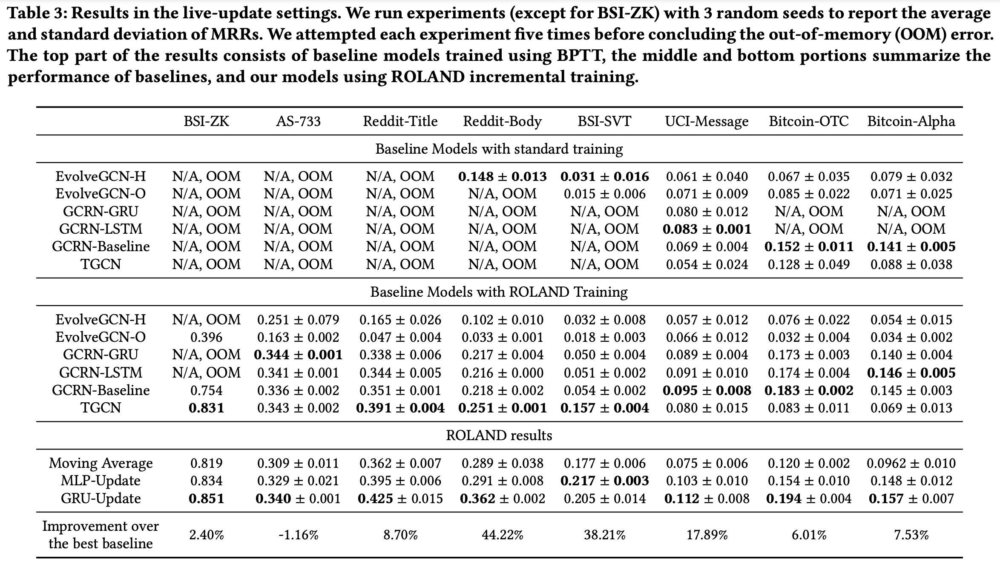 Table 3: Results in the live-update settings. We run experiments (except for BSI-ZK) with 3 random seeds to report the average
and standard deviation of MRRs. We attempted each experiment five times before concluding the out-of-memory (OOM) error.
The top part of the results consists of baseline models trained using BPTT, the middle and bottom portions summarize the
performance of baselines, and our models using ROLAND incremental training.
BSI-ZK AS-733 Reddit-Title Reddit-Body BSI-SVT UCI-Message Bitcoin-OTC Bitcoin-Alpha
Baseline Models with standard training
EvolveGCN-H N/A, OOM N/A, OOM N/A, OOM 0.148 ± 0.013 0.031 ± 0.016 0.061 ± 0.040 0.067 ± 0.035 0.079 ± 0.032
EvolveGCN-O N/A, OOM N/A, OOM N/A, OOM N/A, OOM 0.015 ± 0.006 0.071 ± 0.009 0.085 ± 0.022 0.071 ± 0.025
GCRN-GRU N/A, OOM N/A, OOM N/A, OOM N/A, OOM N/A, OOM 0.080 ± 0.012 N/A, OOM N/A, OOM
GCRN-LSTM N/A, OOM N/A, OOM N/A, OOM N/A, OOM N/A, OOM 0.083 ± 0.001 N/A, OOM N/A, OOM
GCRN-Baseline N/A, OOM N/A, OOM N/A, OOM N/A, OOM N/A, OOM 0.069 ± 0.004 0.152 ± 0.011 0.141 ± 0.005
TGCN N/A, OOM N/A, OOM N/A, OOM N/A, OOM N/A, OOM 0.054 ± 0.024 0.128 ± 0.049 0.088 ± 0.038
Baseline Models with ROLAND Training
EvolveGCN-H N/A, OOM 0.251 ± 0.079 0.165 ± 0.026 0.102 ± 0.010 0.032 ± 0.008 0.057 ± 0.012 0.076 ± 0.022 0.054 ± 0.015
EvolveGCN-O 0.396 0.163 ± 0.002 0.047 ± 0.004 0.033 ± 0.001 0.018 ± 0.003 0.066 ± 0.012 0.032 ± 0.004 0.034 ± 0.002
GCRN-GRU N/A, OOM 0.344 ± 0.001 0.338 ± 0.006 0.217 ± 0.004 0.050 ± 0.004 0.089 ± 0.004 0.173 ± 0.003 0.140 ± 0.004
GCRN-LSTM N/A, OOM 0.341 ± 0.001 0.344 ± 0.005 0.216 ± 0.000 0.051 ± 0.002 0.091 ± 0.010 0.174 ± 0.004 0.146 ± 0.005
GCRN-Baseline 0.754 0.336 ± 0.002 0.351 ± 0.001 0.218 ± 0.002 0.054 ± 0.002 0.095 ± 0.008 0.183 ± 0.002 0.145 ± 0.003
TGCN 0.831 0.343 ± 0.002 0.391 ± 0.004 0.251 ± 0.001 0.157 ± 0.004 0.080 ± 0.015 0.083 ± 0.011 0.069 ± 0.013
ROLAND results
Moving Average 0.819 0.309 ± 0.011 0.362 ± 0.007 0.289 ± 0.038 0.177 ± 0.006 0.075 ± 0.006 0.120 ± 0.002 0.0962 ± 0.010
MLP-Update 0.834 0.329 ± 0.021 0.395 ± 0.006 0.291 ± 0.008 0.217 ± 0.003 0.103 ± 0.010 0.154 ± 0.010 0.148 ± 0.012
GRU-Update 0.851 0.340 ± 0.001 0.425 ± 0.015 0.362 ± 0.002 0.205 ± 0.014 0.112 ± 0.008 0.194 ± 0.004 0.157 ± 0.007
Improvement over
the best baseline 2.40% -1.16% 8.70% 44.22% 38.21% 17.89% 6.01% 7.53%